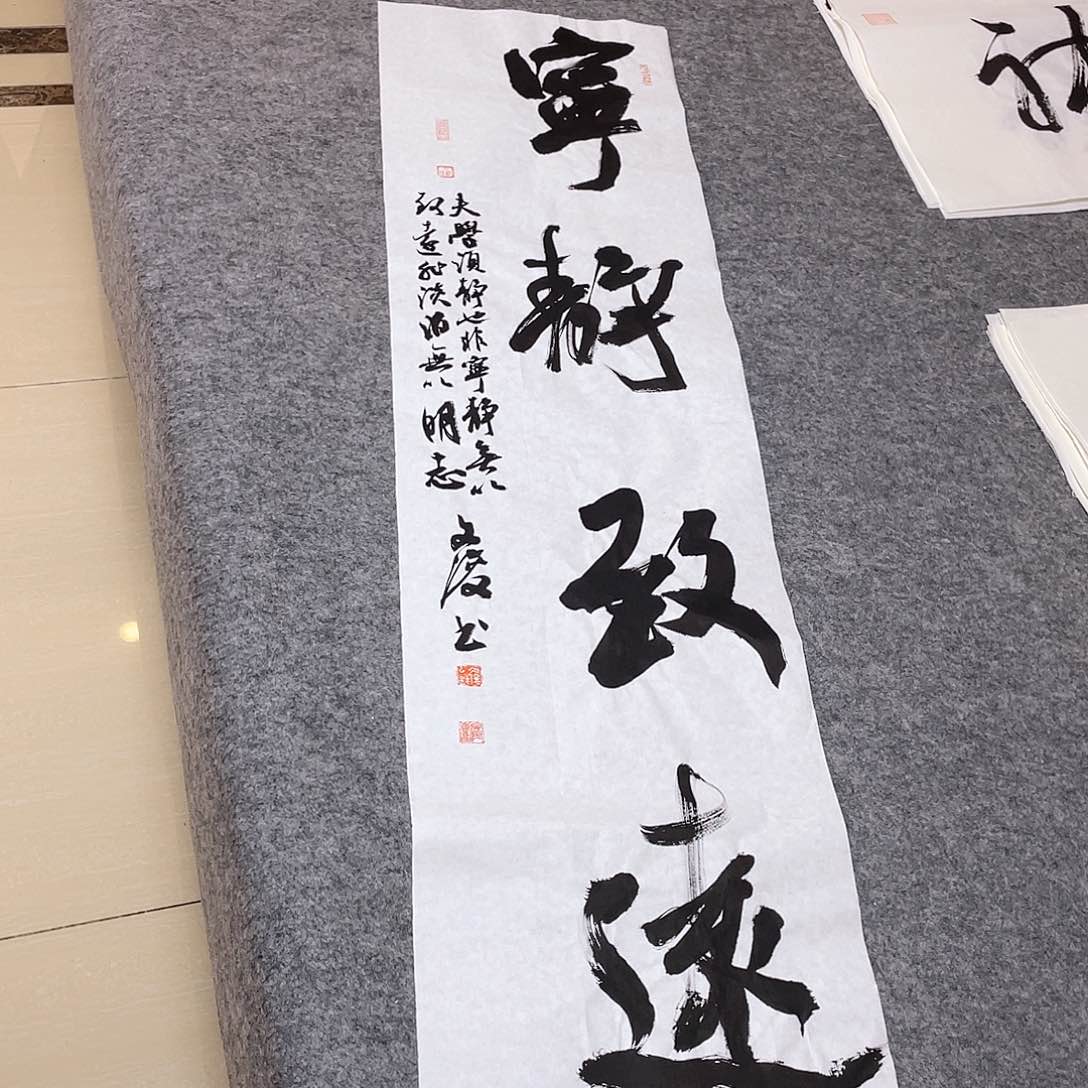 寧靜致遠
夫學須靜也非寧靜無以
致遠非淡泊無以明志
书